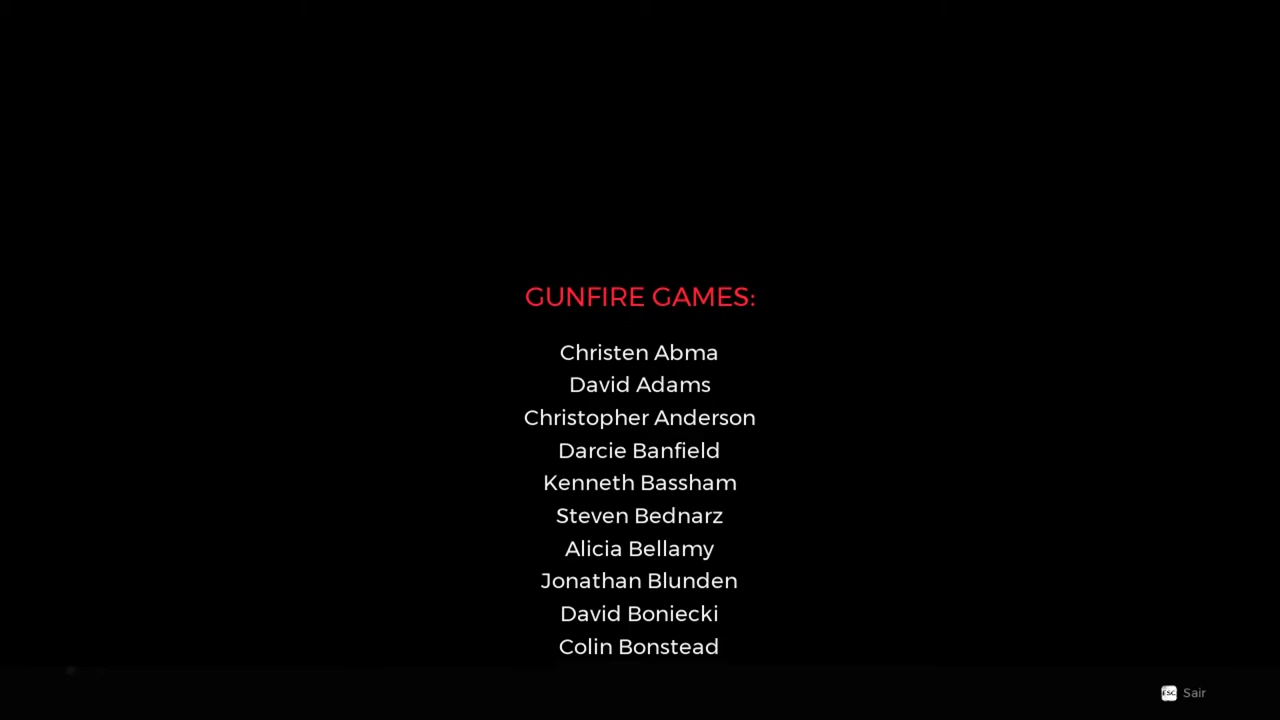 GUNFIRE GAMES:
Christen Abma
David Adams
Christopher Anderson
Darcie Banfield
Kenneth Bassham
Steven Bednarz
Alicia Bellamy
Jonathan Blunden
David Boniecki
Colin Bonstead
ESC Sair